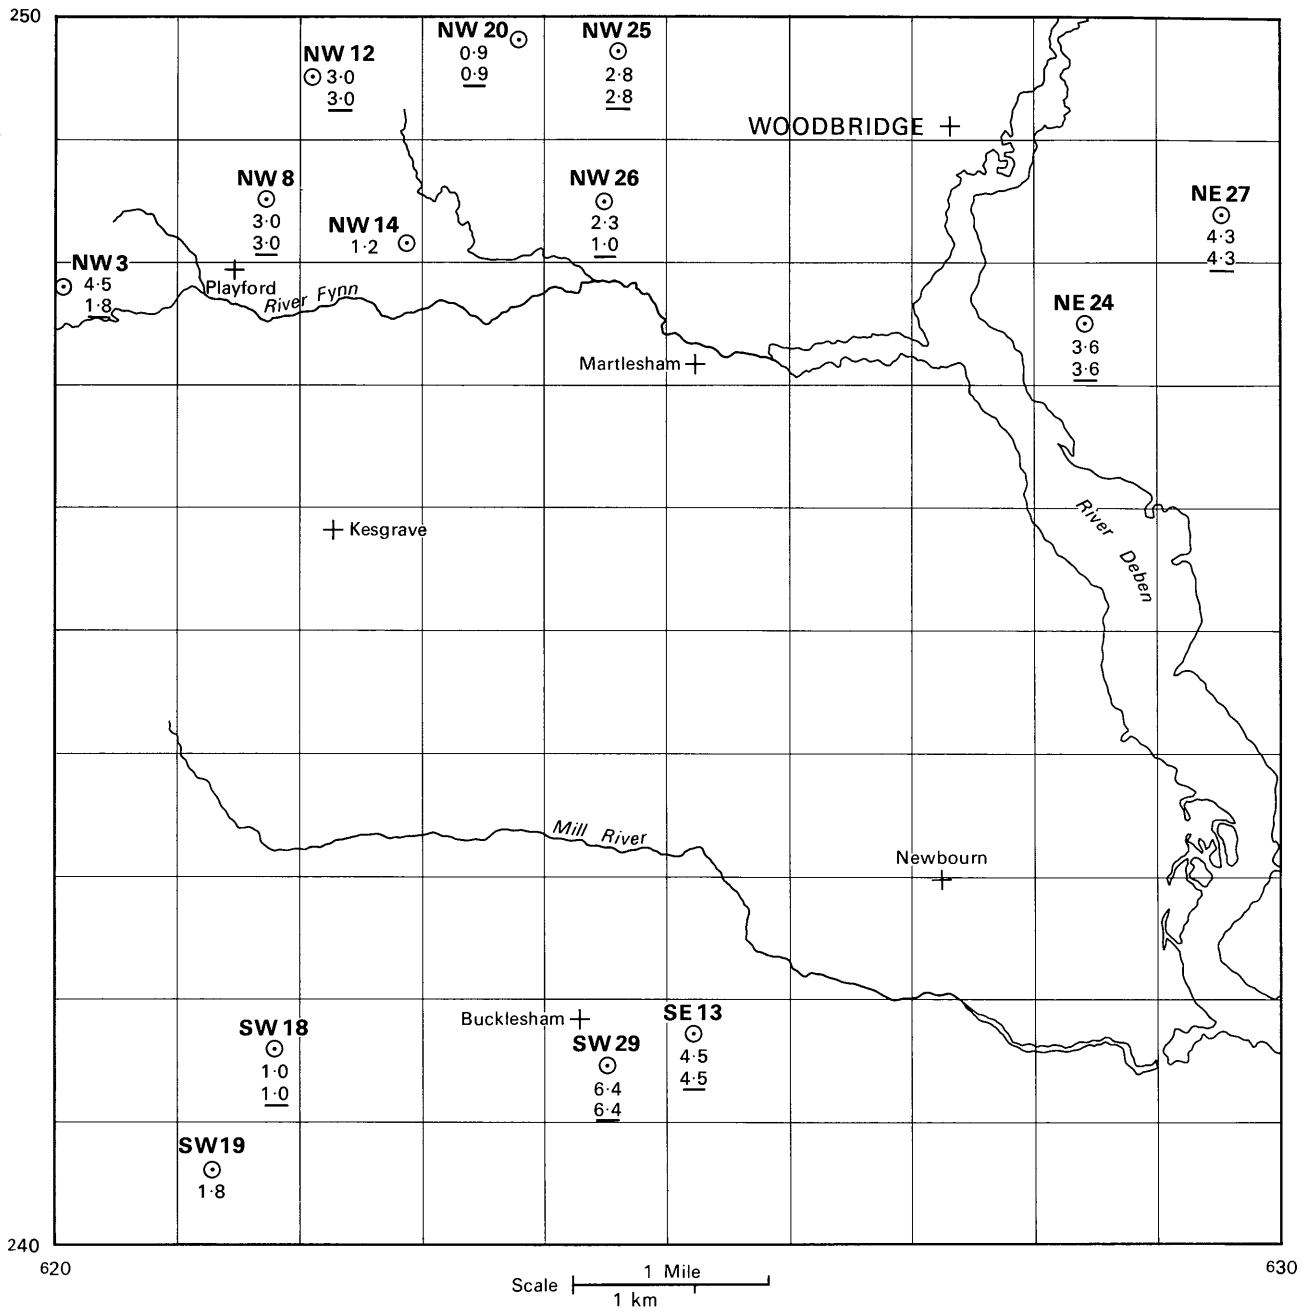 250
NW 20
NW 25
NW 12
0·9
0·9
2·8
2·8
3·0
3·0
WOODBRIDGE
NW 8
3·0
3·0
NW 26
2·3
1·0
NE 27
4·3
4·3
NW 14
1·2
NW 3
4·5
1·8
Playford
River Fynn
NE 24
3·6
3·6
Martlesham
River Deben
Kesgrave
Mill River
Newbourn
SW 18
1·0
1·0
Bucklesham
SE 13
4·5
4·5
SW 29
6·4
6·4
SW19
1·8
240
620
630
Scale
1 Mile
1 km